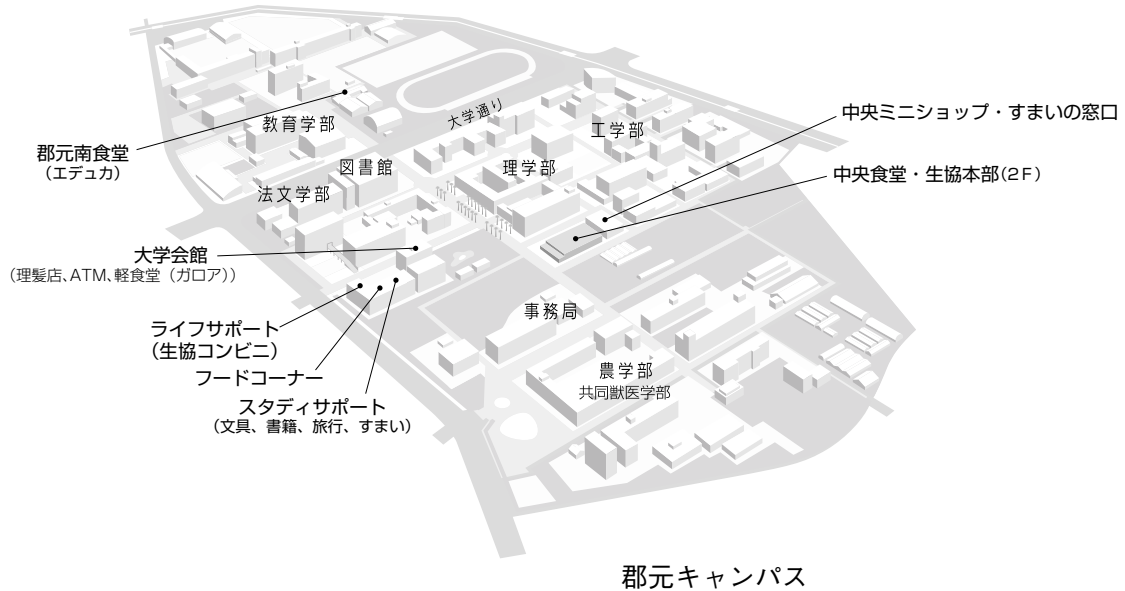 大学通り
中央ミニショップ・すまいの窓口
教育学部
工学部
郡元南食堂
(エデュカ)
図書館
理学部
中央食堂・生協本部(2F)
法文学部
大学会館
(理髪店、ATM、軽食堂(ガロア))
事務局
ライフサポート
(生協コンビニ)
フードコーナー
農学部
共同獣医学部
スタディサポート
(文具、書籍、旅行、すまい)
郡元キャンパス